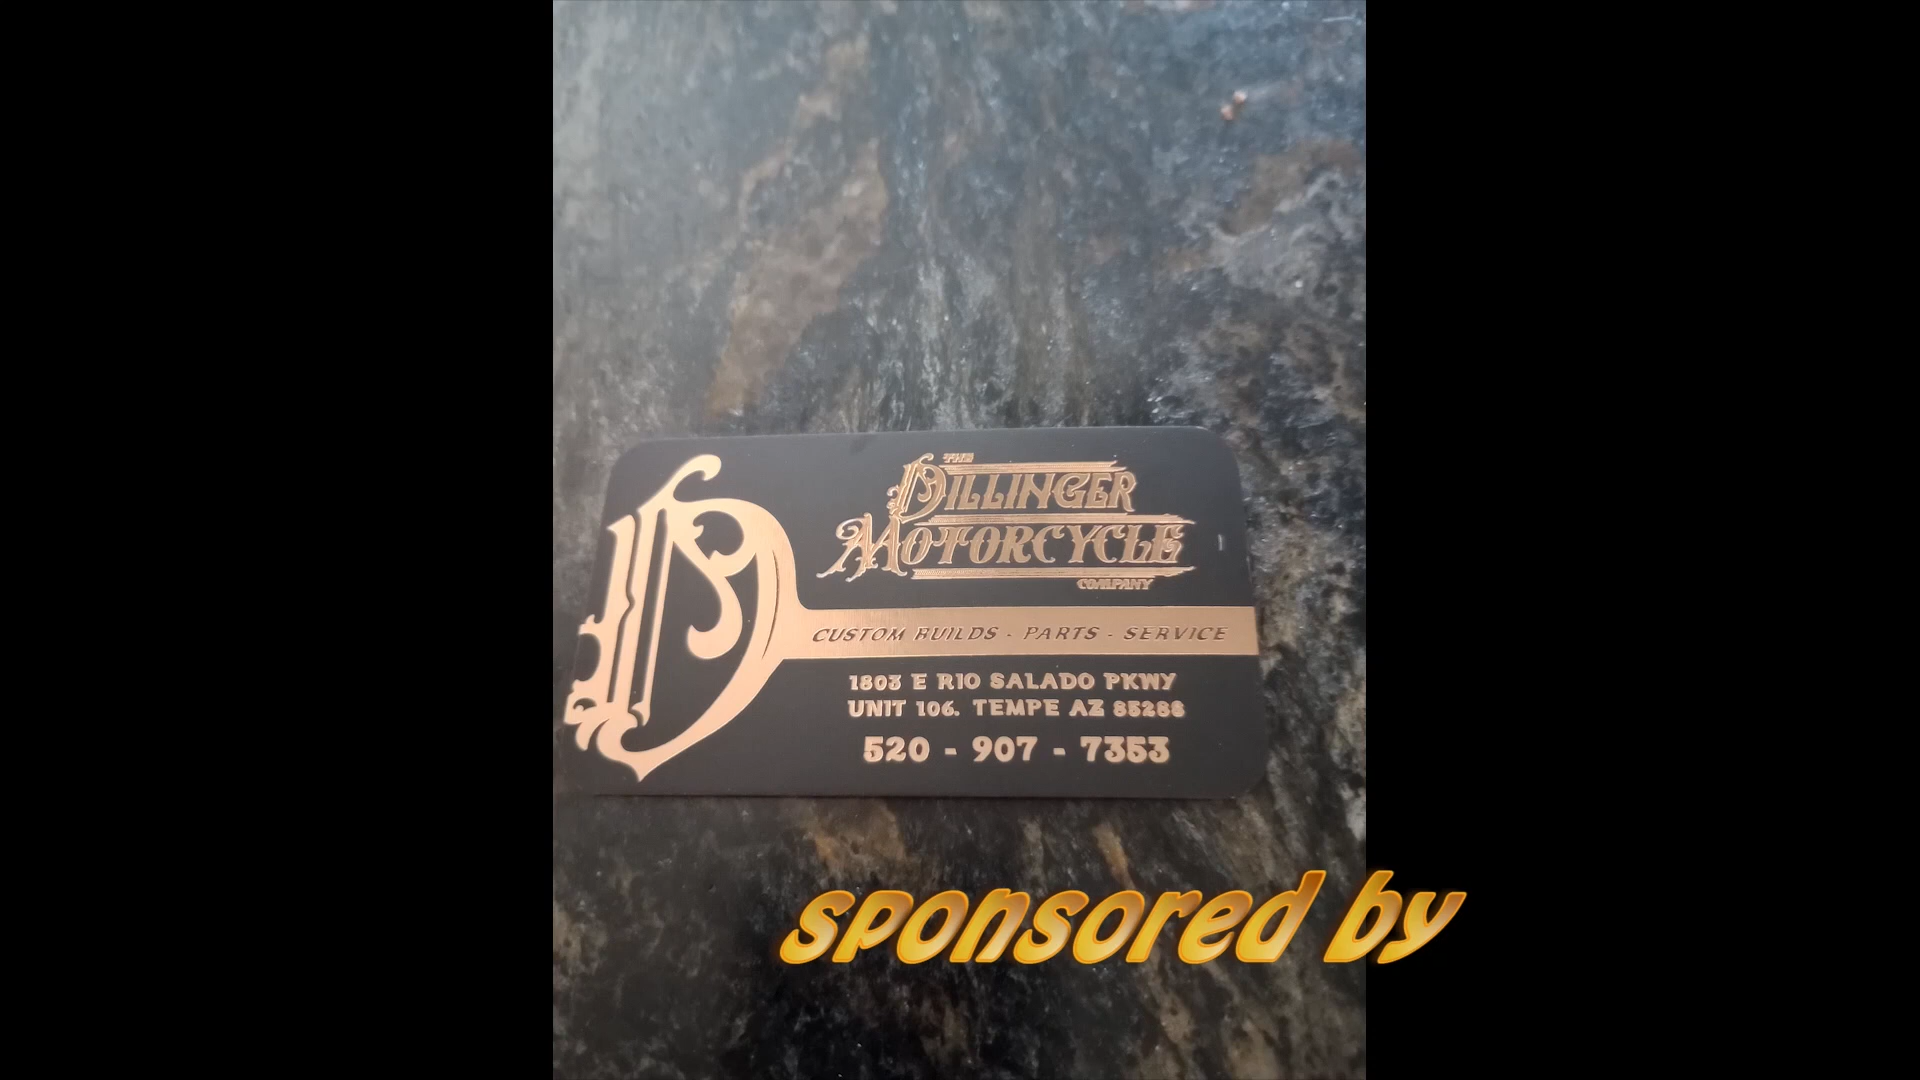 THE
DILLINGER
MOTORCYCLE
COMPANY
CUSTOM BUILDS - PARTS - SERVICE
1803 E RIO SALADO PKWY
UNIT 106. TEMPE AZ 85288
520 - 907 - 7353
sponsored by